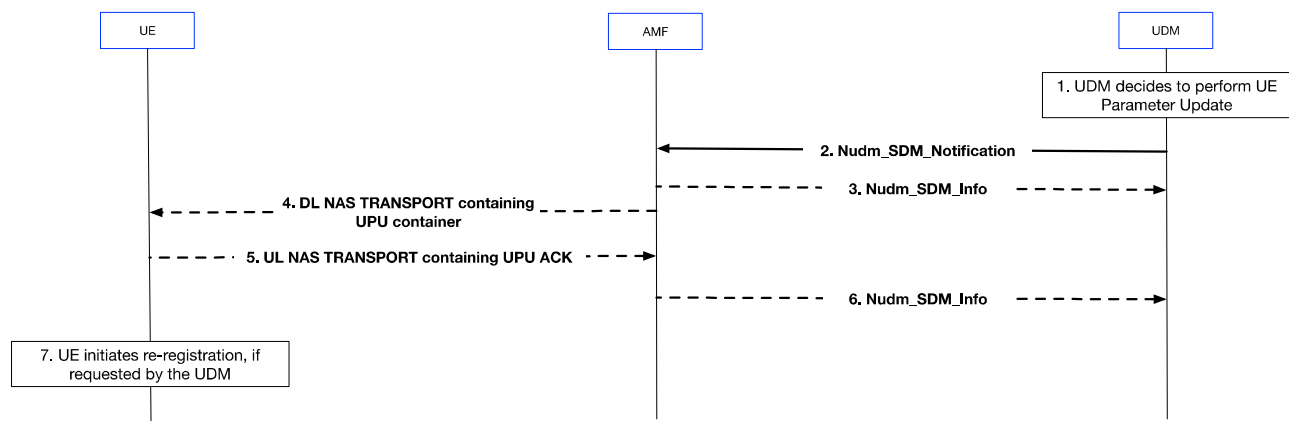 UE
AMF
UDM
1. UDM decides to perform UE
Parameter Update
2. Nudm_SDM_Notification
3. Nudm_SDM_Info
4. DL NAS TRANSPORT containing
UPU container
5. UL NAS TRANSPORT containing UPU ACK
6. Nudm_SDM_Info
7. UE initiates re-registration, if
requested by the UDM